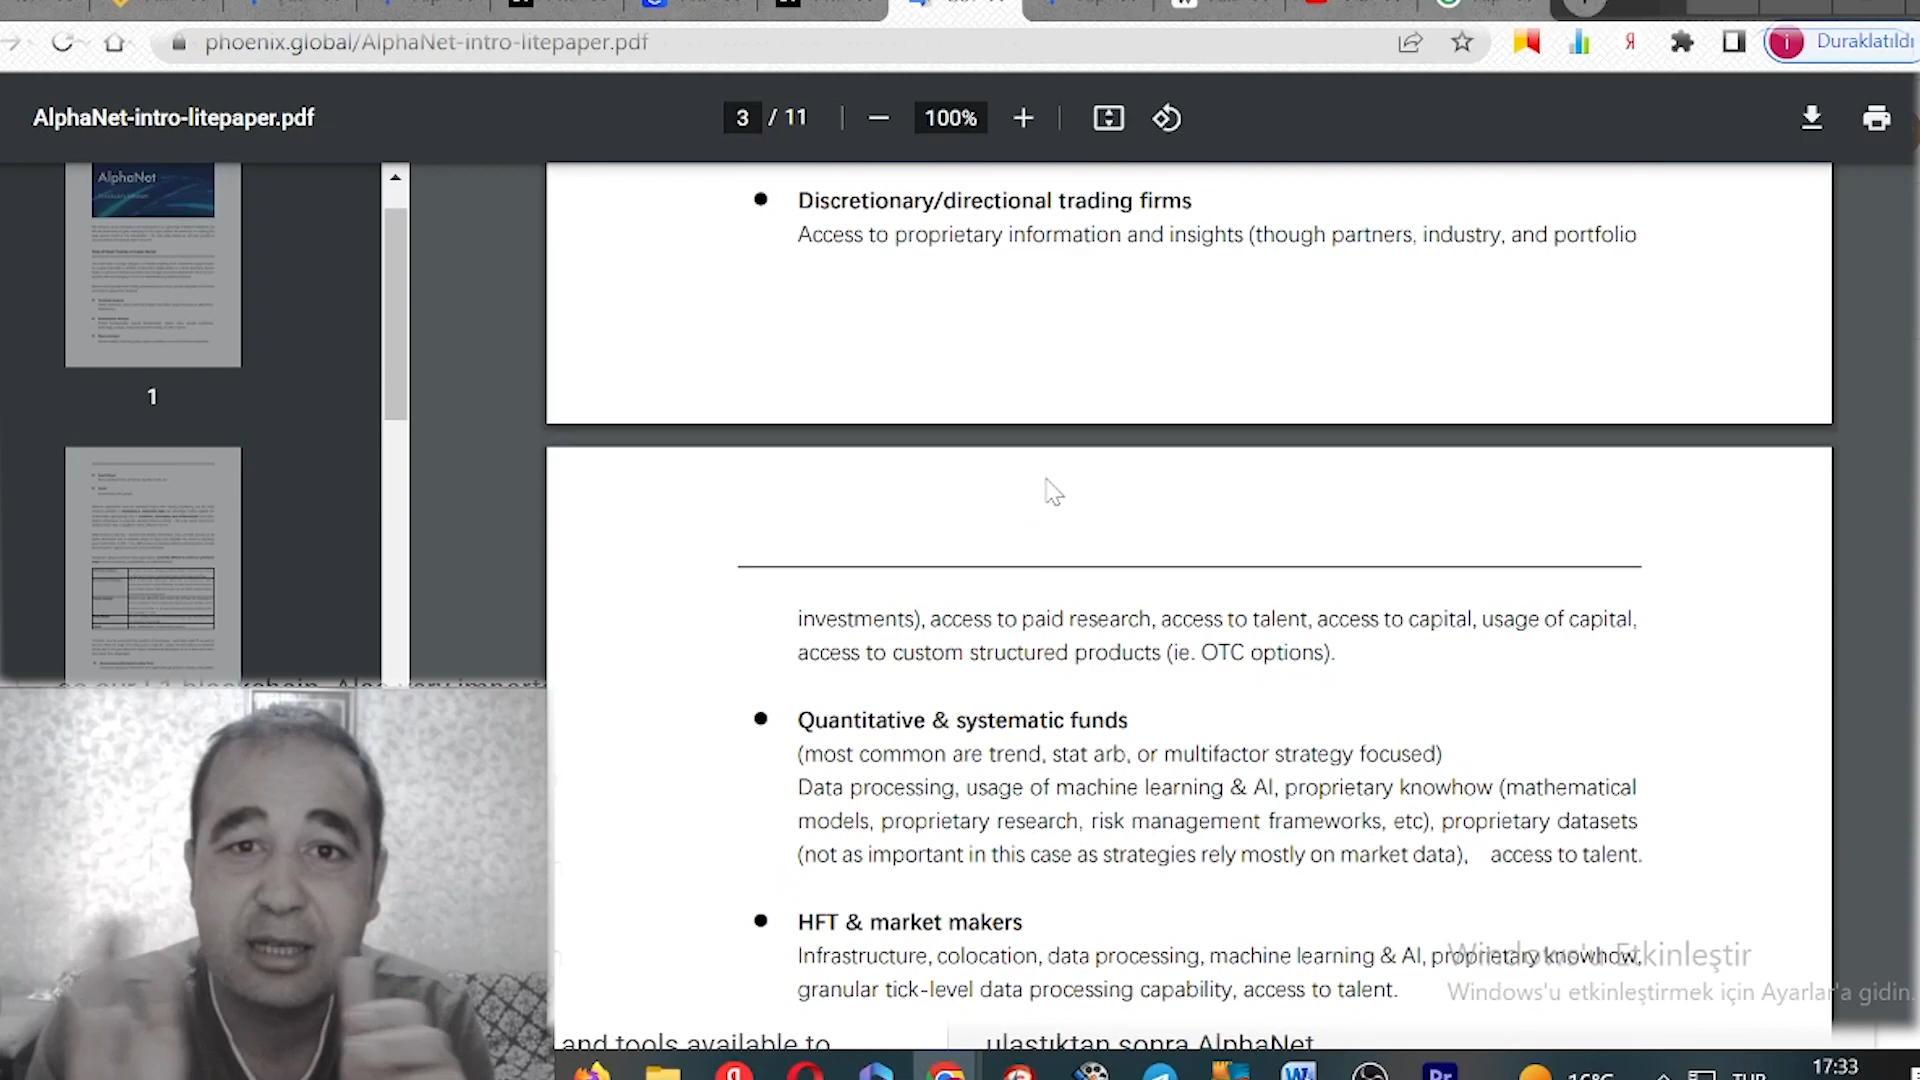 phoenix.global/AlphaNet-intro-litepaper.pdf
Duraklatıldı
AlphaNet-intro-litepaper.pdf
3 / 11
100%
AlphaNet
1
Discretionary/directional trading firms
Access to proprietary information and insights (though partners, industry, and portfolio
investments), access to paid research, access to talent, access to capital, usage of capital,
access to custom structured products (ie. OTC options).
Quantitative & systematic funds
(most common are trend, stat arb, or multifactor strategy focused)
Data processing, usage of machine learning & AI, proprietary knowhow (mathematical
models, proprietary research, risk management frameworks, etc), proprietary datasets
(not as important in this case as strategies rely mostly on market data), access to talent.
HFT & market makers
Infrastructure, colocation, data processing, machine learning & AI, proprietary knowhow,
granular tick-level data processing capability, access to talent.
Windows'u Etkinleştir
Windows'u etkinleştirmek için Ayarlar'a gidin.
and tools available to
ulaştıktan sonra AlphaNet
16°C
TUR
17:33